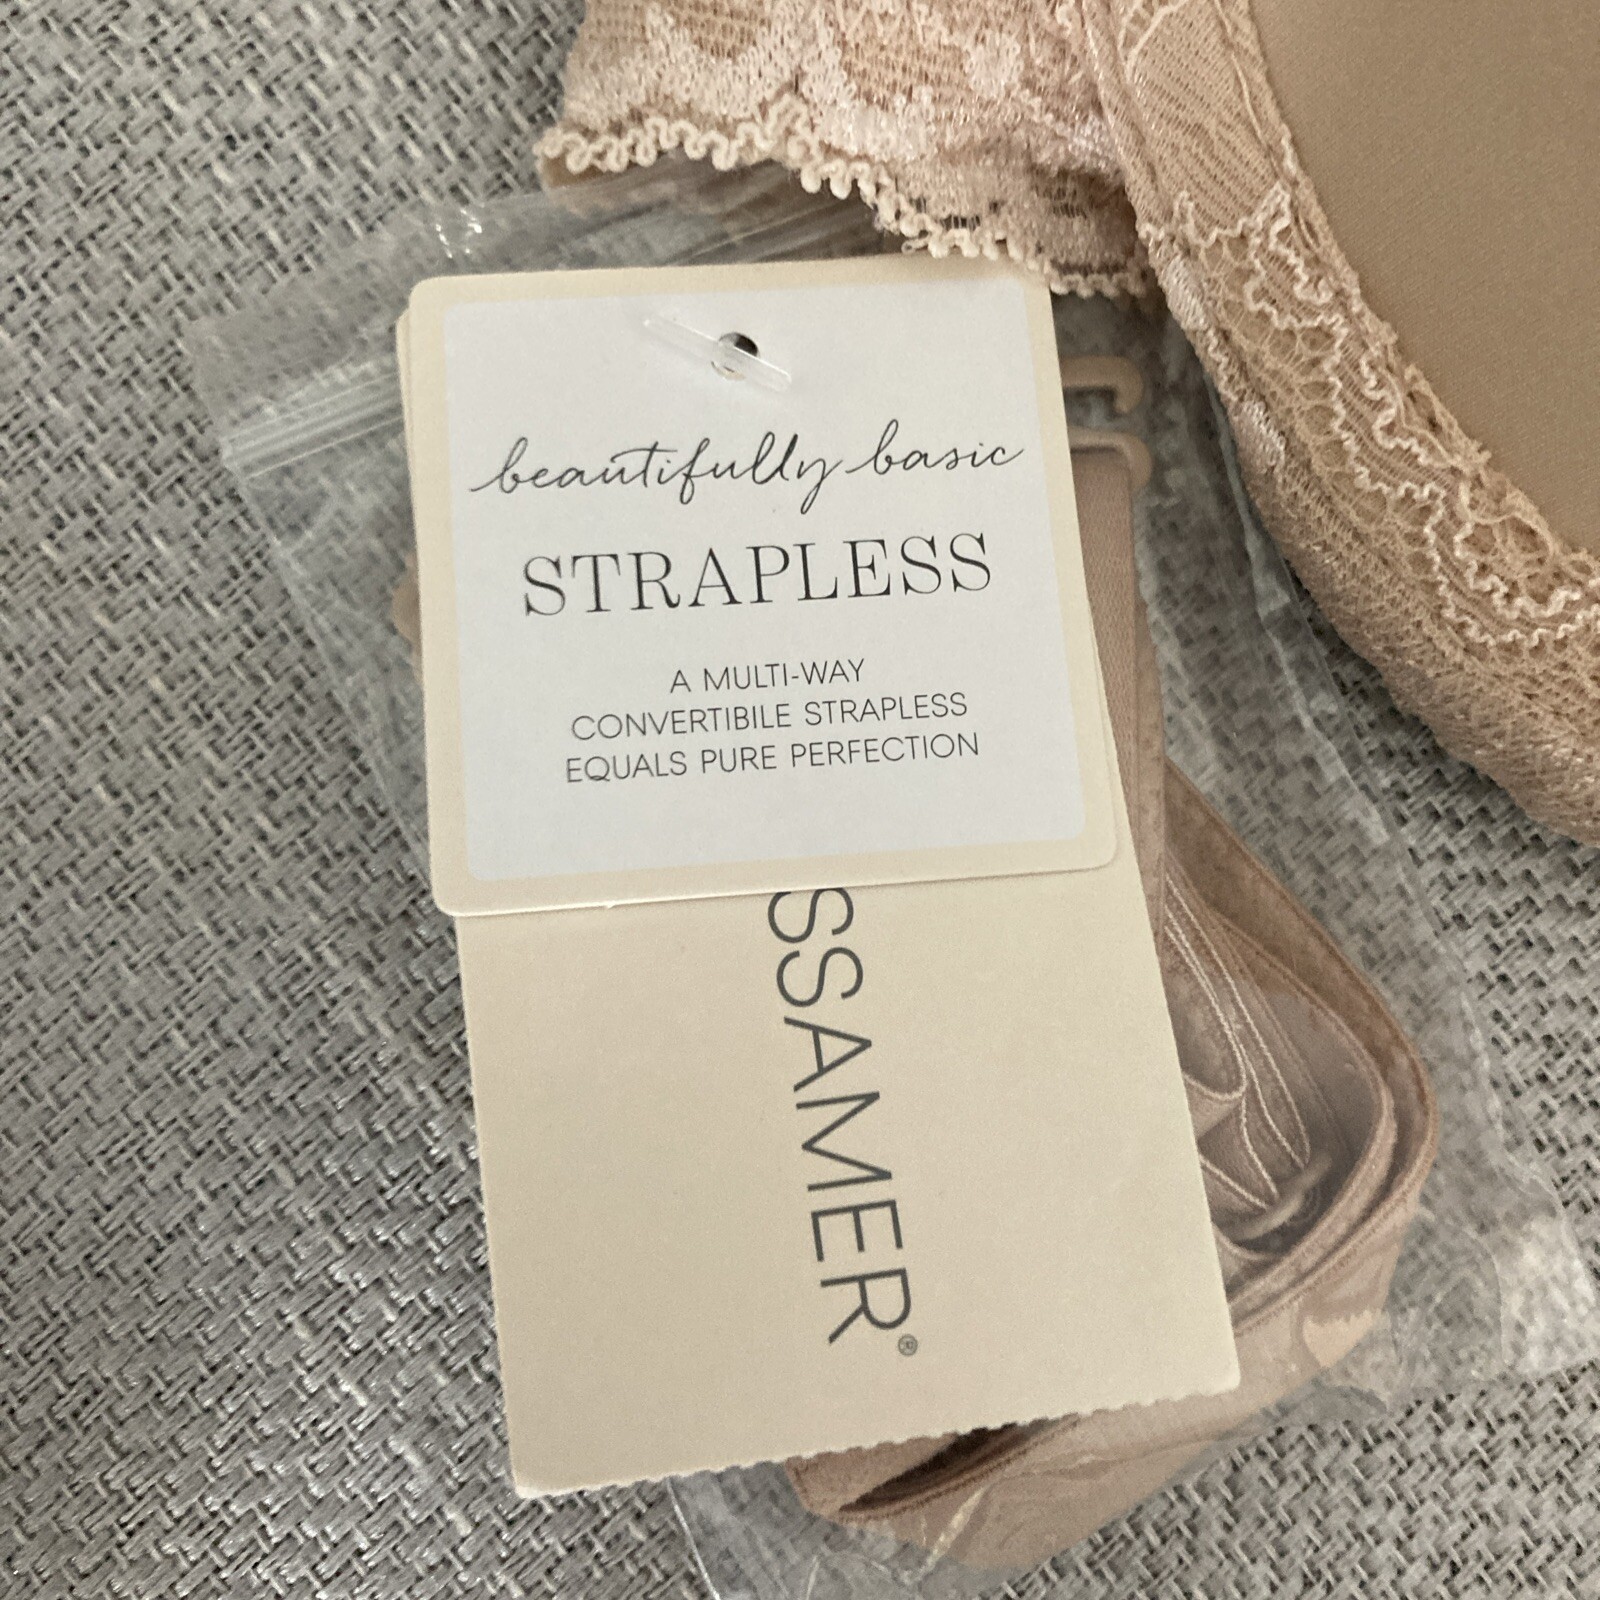 beautifully basic
STRAPLESS
A MULTI-WAY
CONVERTIBILE STRAPLESS
EQUALS PURE PERFECTION
SSAMER®